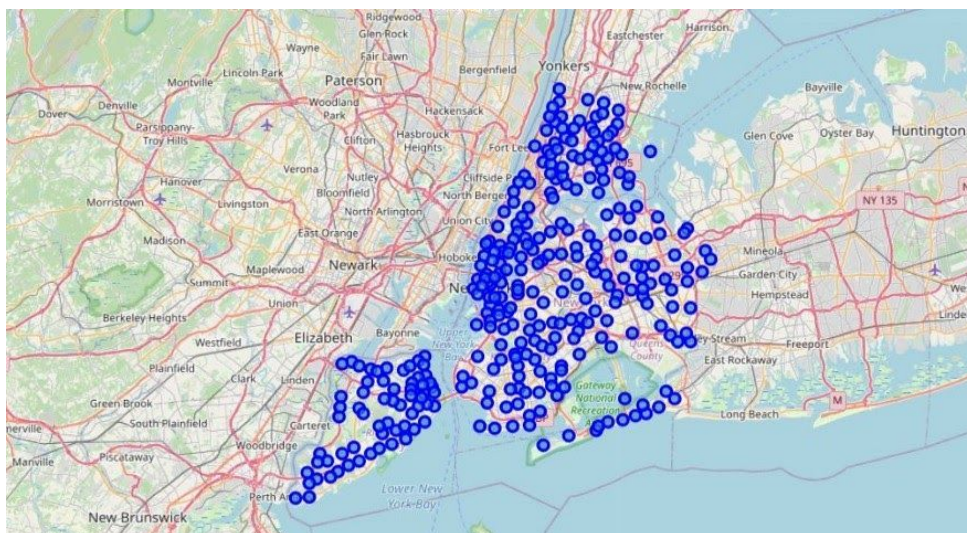 Ridgewood
Glen Rock
Fair Lawn
Harrison
Eastchester
Wayne
Bergenfield
Yonkers
Lincoln Park
Paterson
Montville
New Rochelle
Bayville
Denville
Woodland
Park
Hackensack
Dover
Parsippany-
Troy Hills
Clifton
Hasbrouck
Heights
Fort Lee
Glen Cove
Oyster Bay
Huntington
Verona
Hanover
Nutley
Cliffside Park
Bloomfield
North Bergen
Livingston
North Arlington
NY 135
Morristown
Union City
East Orange
Madison
Mineola
Newark
Hoboken
Maplewood
Summit
Garden City
Union
Hempstead
Berkeley Heights
Upper
New York
Bay
Elizabeth
Bayonne
Westfield
Queens
County
Freeport
East Rockaway
Plainfield
Clark
Linden
Gateway
National
Recreation
Green Brook
Carteret
Long Beach
M
South Plainfield
Woodbridge
Manville
Piscataway
Perth
Lower New
York Bay
New Brunswick